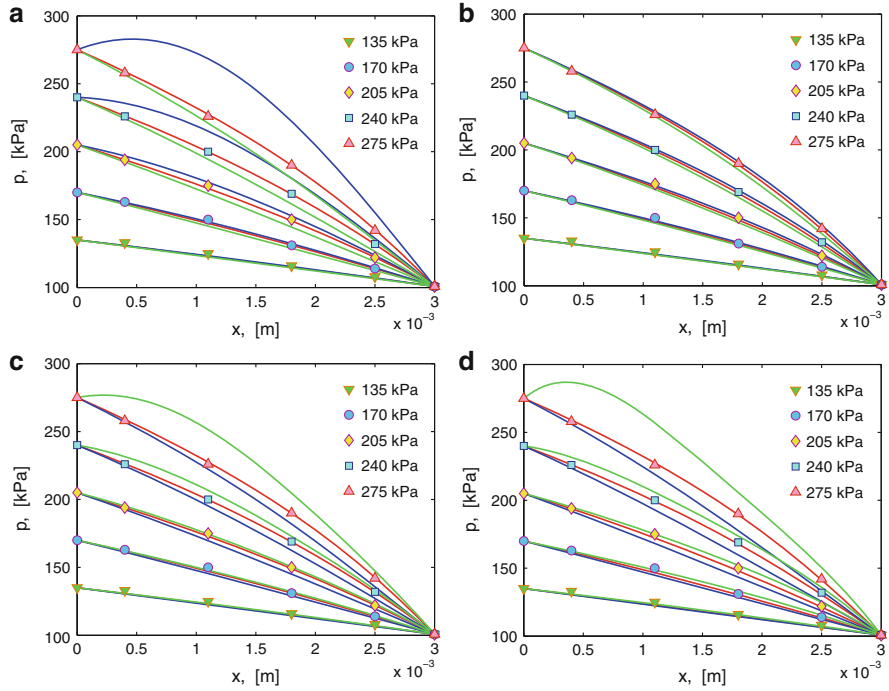 a
300
250
200
150
100
p, [kPa]
135 kPa
170 kPa
205 kPa
240 kPa
275 kPa
0 0.5 1 1.5 2 2.5 3
x, [m]
x 10⁻³
b
300
250
200
150
100
p, [kPa]
135 kPa
170 kPa
205 kPa
240 kPa
275 kPa
0 0.5 1 1.5 2 2.5 3
x, [m]
x 10⁻³
c
300
250
200
150
100
p, [kPa]
135 kPa
170 kPa
205 kPa
240 kPa
275 kPa
0 0.5 1 1.5 2 2.5 3
x, [m]
x 10⁻³
d
300
250
200
150
100
p, [kPa]
135 kPa
170 kPa
205 kPa
240 kPa
275 kPa
0 0.5 1 1.5 2 2.5 3
x, [m]
x 10⁻³